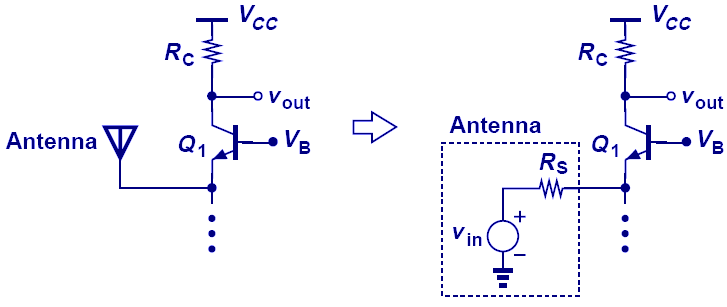 VCC
RC
vout
Antenna
Q1
VB
VCC
RC
vout
Antenna
Q1
VB
RS
vin
+
−